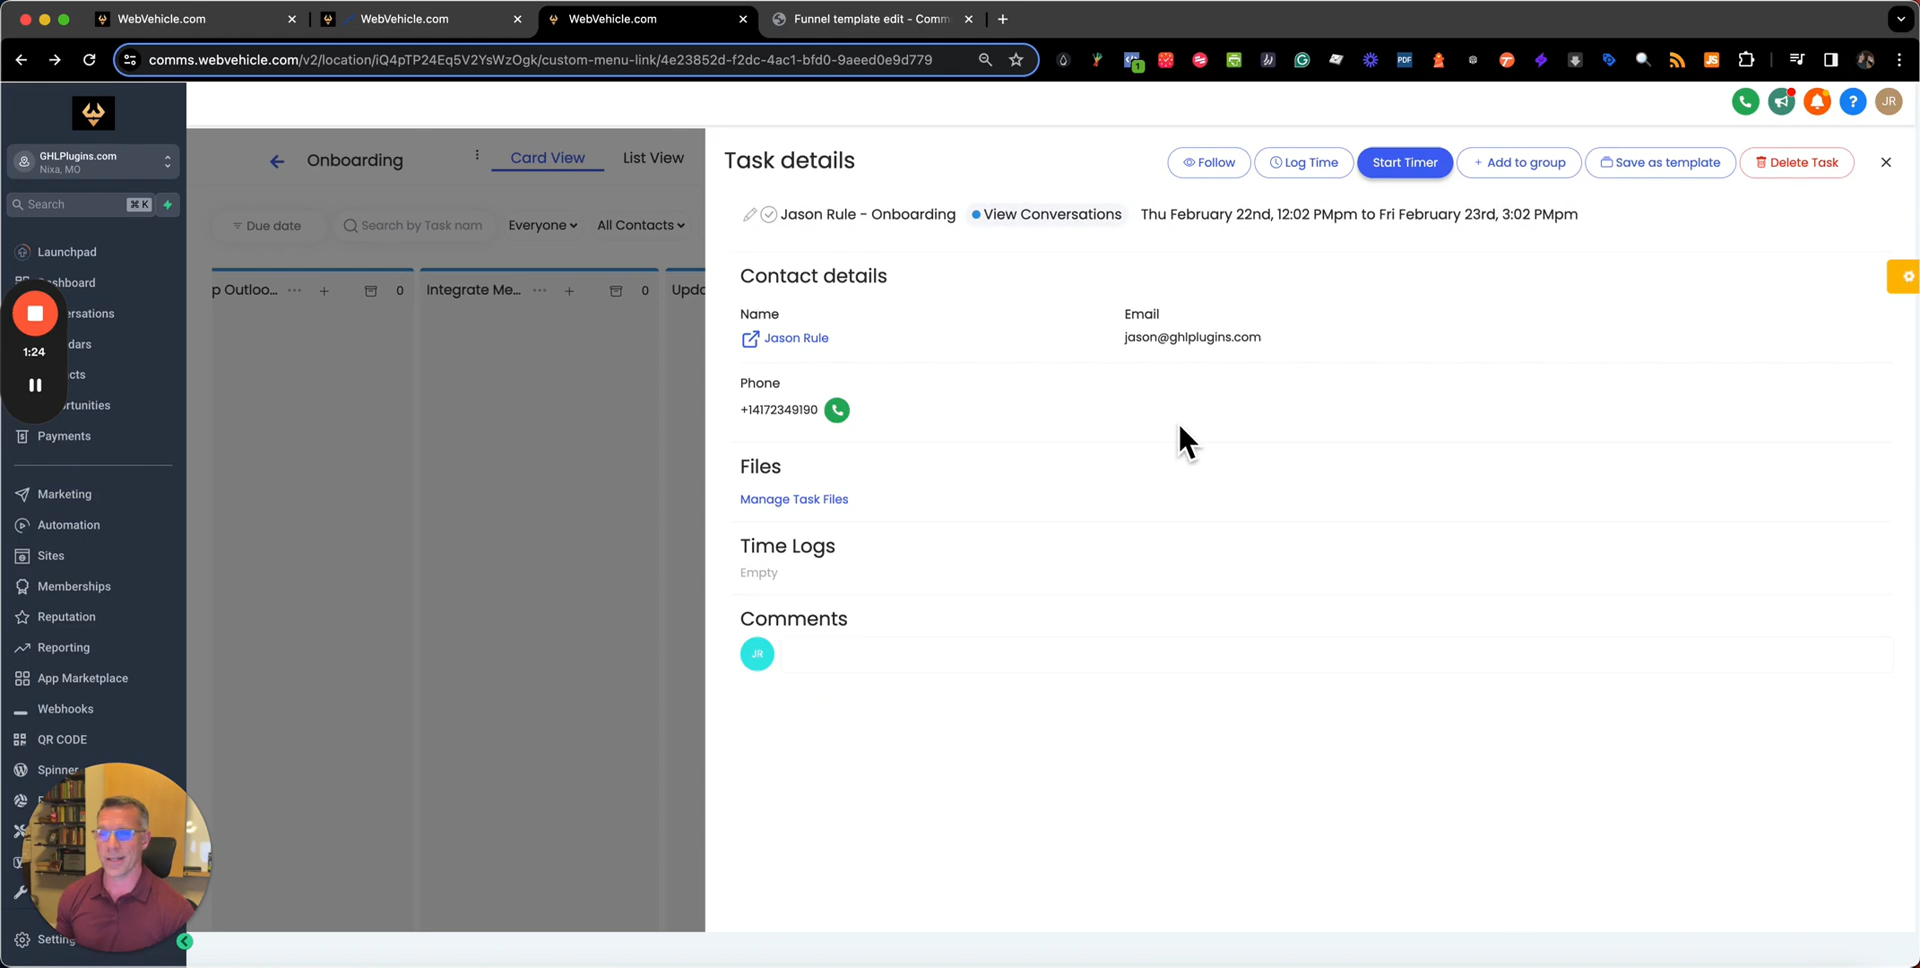 WebVehicle.com
WebVehicle.com
WebVehicle.com
Funnel template edit - Comm
comms.webvehicle.com/v2/location/iQ4pTP24Eq5V2YsWzOgk/custom-menu-link/4e23852d-f2dc-4ac1-bfd0-9aeed0e9d779
1
PDF
JS
GHLPlugins.com
Nixa, MO
Search
⌘ K
Launchpad
shboard
ersations
dars
cts
rtunities
Payments
1:24
Marketing
Automation
Sites
Memberships
Reputation
Reporting
App Marketplace
Webhooks
QR CODE
Spinner
Setting
JR
Onboarding
Card View
List View
Due date
Search by Task nam
Everyone
All Contacts
p Outloo...
0
Integrate Me...
0
Upda
Task details
Follow
Log Time
Start Timer
+ Add to group
Save as template
Delete Task
Jason Rule - Onboarding
View Conversations
Thu February 22nd, 12:02 PMpm to Fri February 23rd, 3:02 PMpm
Contact details
Name
Jason Rule
Email
jason@ghlplugins.com
Phone
+14172349190
Files
Manage Task Files
Time Logs
Empty
Comments
JR